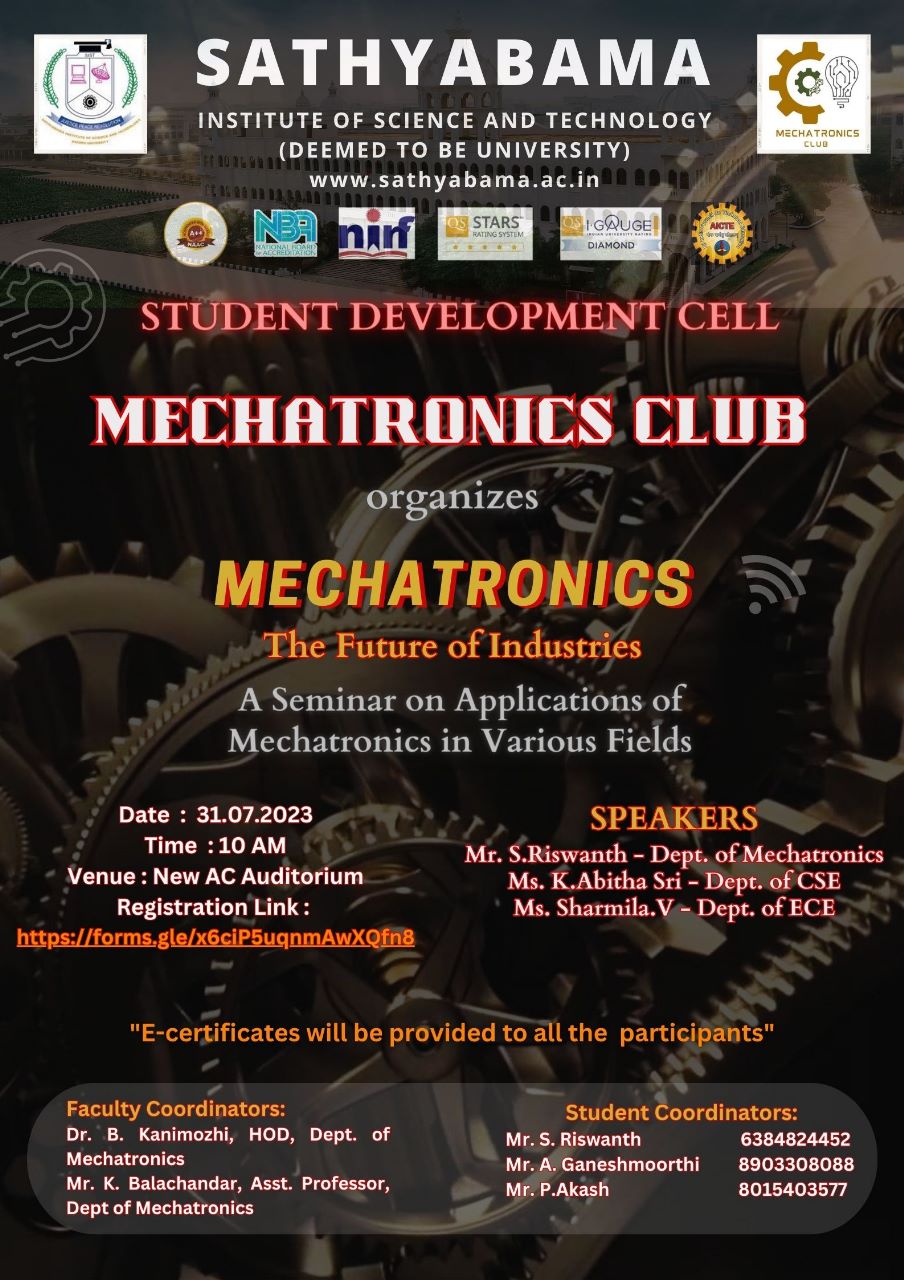 SATHYABAMA
INSTITUTE OF SCIENCE AND TECHNOLOGY
(DEEMED TO BE UNIVERSITY)
www.sathyabama.ac.in
MECHATRONICS
CLUB
A++
NAAC
NBA
NATIONAL BOARD
of ACCREDITATION
nirf
QS STARS
RATING SYSTEM
QS I·GAUGE
INDIAN UNIVERSITY RATING
DIAMOND
AICTE
STUDENT DEVELOPMENT CELL
MECHATRONICS CLUB
organizes
MECHATRONICS
The Future of Industries
A Seminar on Applications of
Mechatronics in Various Fields
Date : 31.07.2023
Time : 10 AM
Venue : New AC Auditorium
Registration Link :
https://forms.gle/x6ciP5uqnmAwXQfn8
SPEAKERS
Mr. S.Riswanth – Dept. of Mechatronics
Ms. K.Abitha Sri – Dept. of CSE
Ms. Sharmila.V – Dept. of ECE
"E-certificates will be provided to all the participants"
Faculty Coordinators:
Dr. B. Kanimozhi, HOD, Dept. of
Mechatronics
Mr. K. Balachandar, Asst. Professor,
Dept of Mechatronics
Student Coordinators:
Mr. S. Riswanth 6384824452
Mr. A. Ganeshmoorthi 8903308088
Mr. P.Akash 8015403577